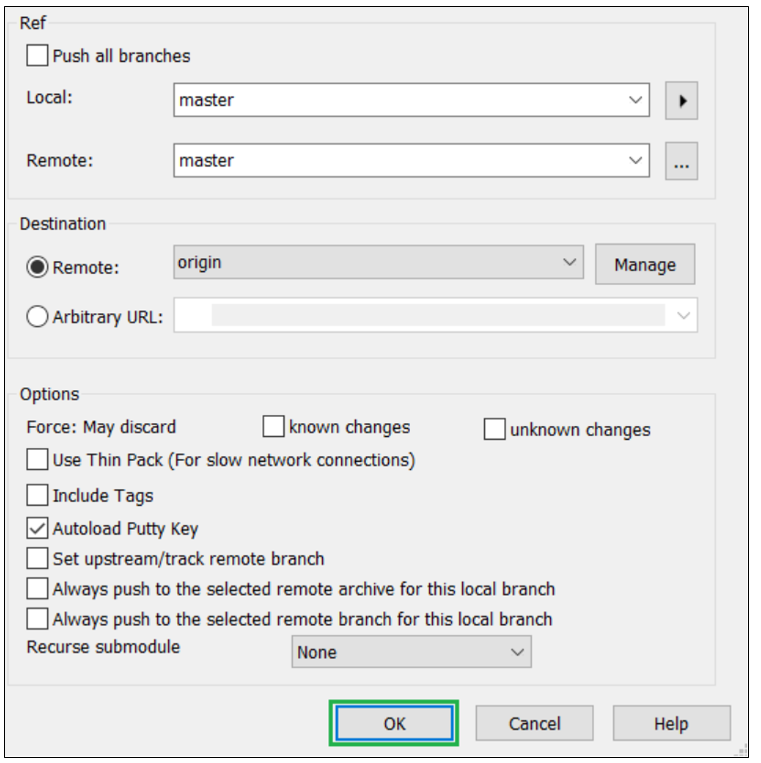 Ref
Push all branches
Local: master
Remote: master ...
Destination
Remote: origin Manage
Arbitrary URL:
Options
Force: May discard known changes unknown changes
Use Thin Pack (For slow network connections)
Include Tags
Autoload Putty Key
Set upstream/track remote branch
Always push to the selected remote archive for this local branch
Always push to the selected remote branch for this local branch
Recurse submodule None
OK Cancel Help